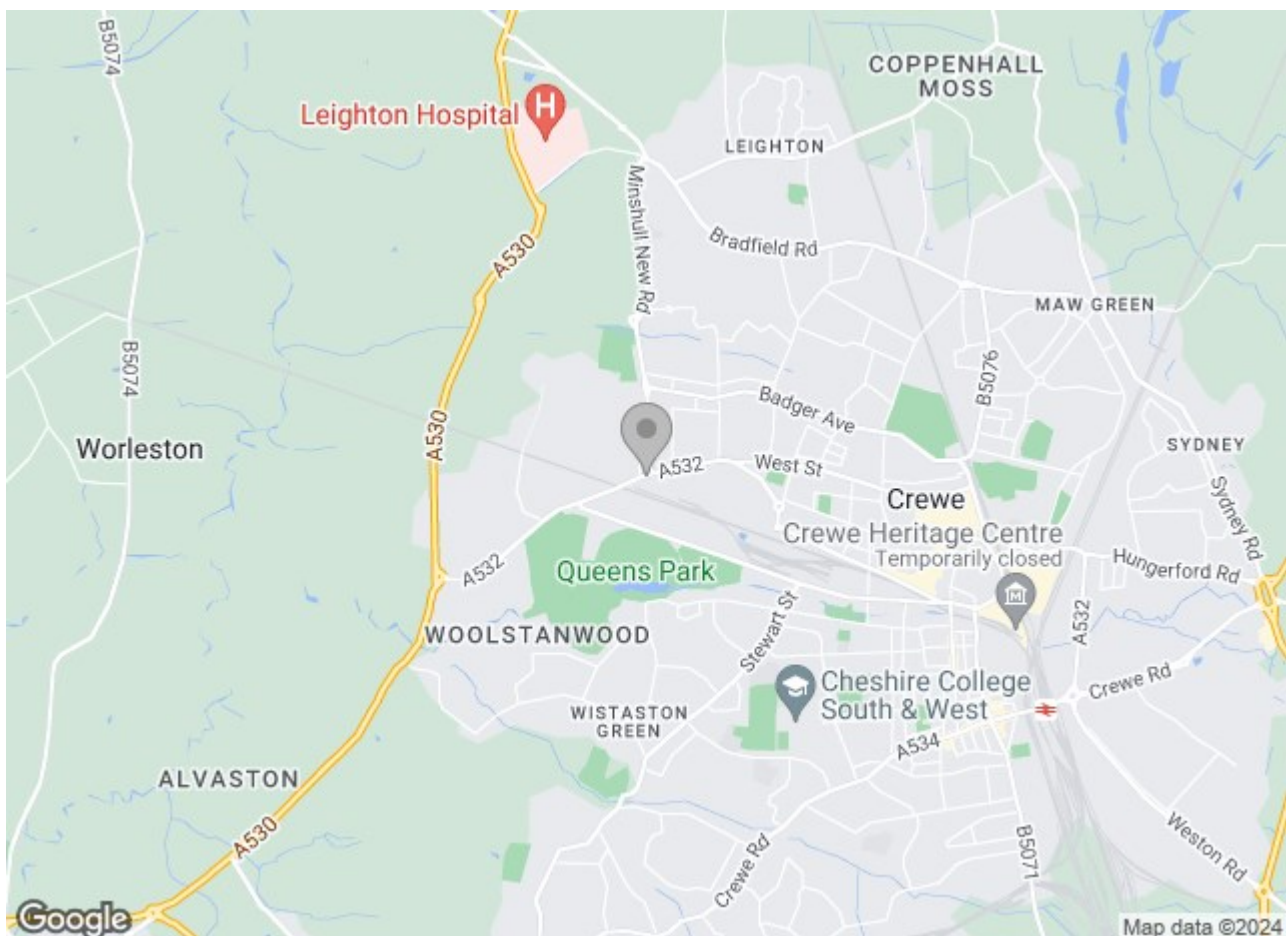 B5074
B5074
COPPENHALL
MOSS
Leighton Hospital
H
LEIGHTON
Minshull New Rd
Bradfield Rd
A530
MAW GREEN
B5074
B5076
A530
Badger Ave
Worleston
SYDNEY
A532
West St
Sydney Rd
Crewe
Crewe Heritage Centre
Temporarily closed
Hungerford Rd
A532
Queens Park
M
A532
WOOLSTANWOOD
Stewart St
Cheshire College
South & West
Crewe Rd
WISTASTON
GREEN
A534
ALVASTON
A530
Crewe Rd
B5071
Weston Rd
Google
Map data ©2024